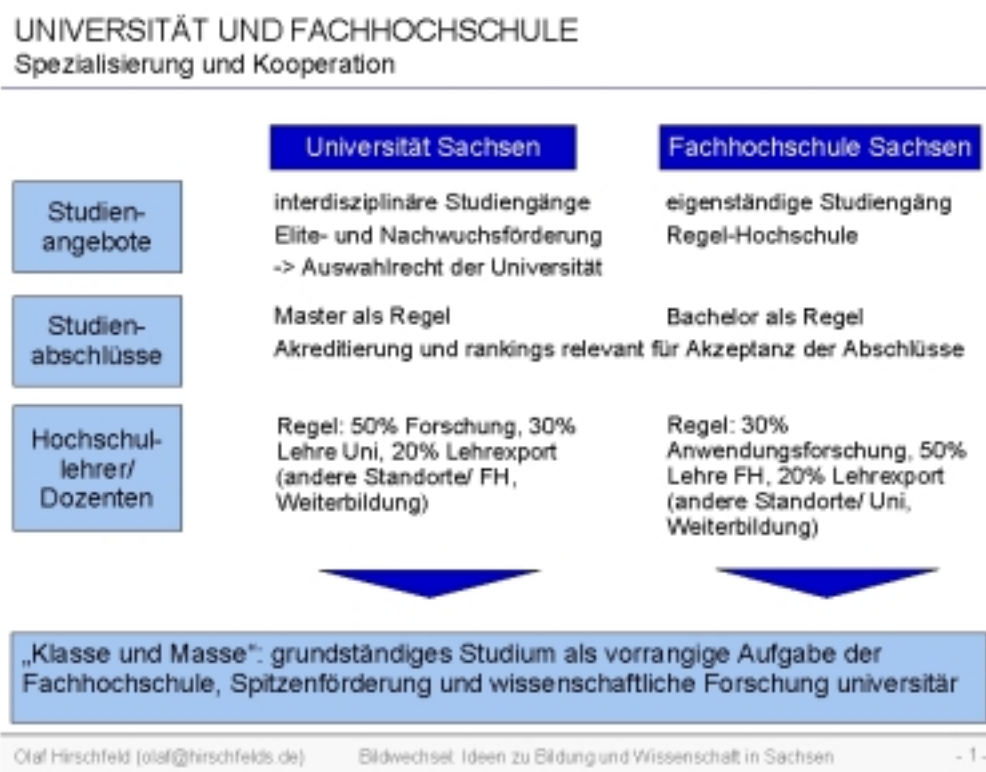 UNIVERSITÄT UND FACHHOCHSCHULE
Spezialisierung und Kooperation
Universität Sachsen
Fachhochschule Sachsen
Studien-
angebote
interdisziplinäre Studiengänge
Elite- und Nachwuchsförderung
-> Auswahlrecht der Universität
eigenständige Studiengäng
Regel-Hochschule
Studien-
abschlüsse
Master als Regel
Bachelor als Regel
Akreditierung und rankings relevant für Akzeptanz der Abschlüsse
Hochschul-
lehrer/
Dozenten
Regel: 50% Forschung, 30%
Lehre Uni, 20% Lehrexport
(andere Standorte/ FH,
Weiterbildung)
Regel: 30%
Anwendungsforschung, 50%
Lehre FH, 20% Lehrexport
(andere Standorte/ Uni,
Weiterbildung)
„Klasse und Masse“: grundständiges Studium als vorrangige Aufgabe der
Fachhochschule, Spitzenförderung und wissenschaftliche Forschung universitär
Olaf Hirschfeld (olaf@hirschfelds.de)
Bildwechsel: Ideen zu Bildung und Wissenschaft in Sachsen
- 1 -